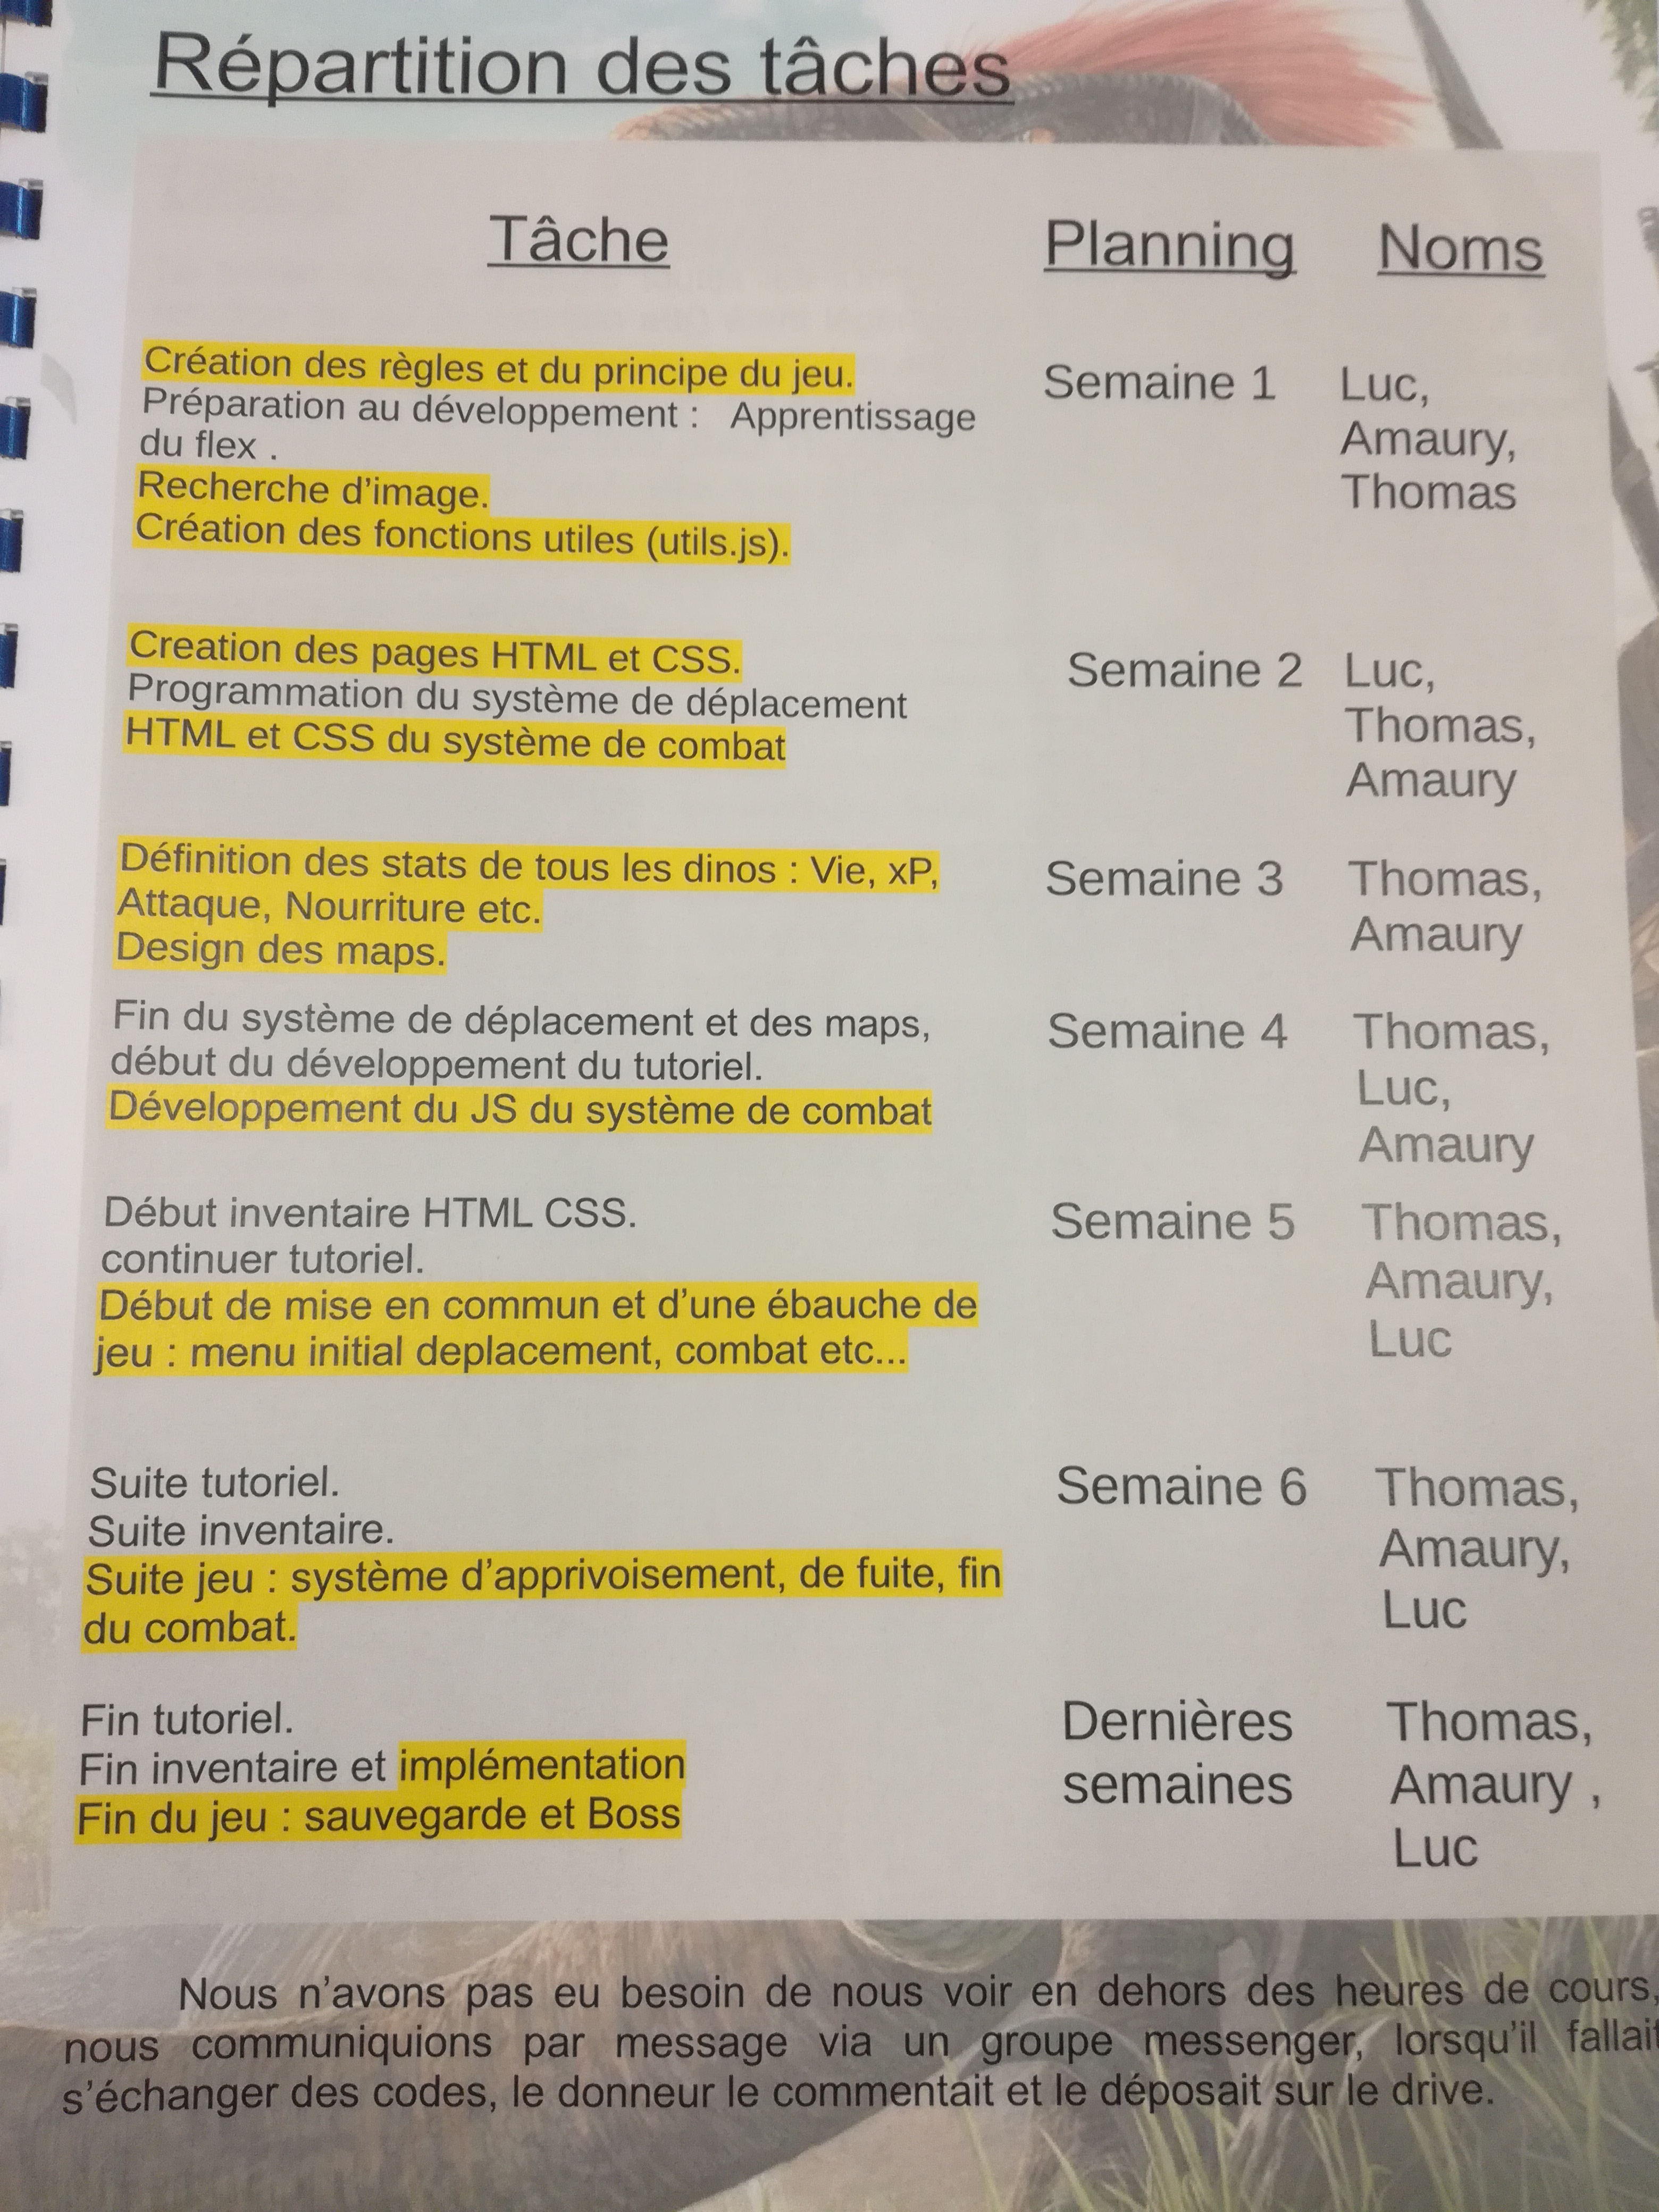 Répartition des tâches
Tâche Planning Noms
Création des règles et du principe du jeu.
Préparation au développement : Apprentissage
du flex .
Recherche d'image.
Création des fonctions utiles (utils.js).
Semaine 1
Luc,
Amaury,
Thomas
Creation des pages HTML et CSS.
Programmation du système de déplacement
HTML et CSS du système de combat
Semaine 2
Luc,
Thomas,
Amaury
Définition des stats de tous les dinos : Vie, xP,
Attaque, Nourriture etc.
Design des maps.
Semaine 3
Thomas,
Amaury
Fin du système de déplacement et des maps,
début du développement du tutoriel.
Développement du JS du système de combat
Semaine 4
Thomas,
Luc,
Amaury
Début inventaire HTML CSS.
continuer tutoriel.
Début de mise en commun et d'une ébauche de
jeu : menu initial deplacement, combat etc...
Semaine 5
Thomas,
Amaury,
Luc
Suite tutoriel.
Suite inventaire.
Suite jeu : système d'apprivoisement, de fuite, fin
du combat.
Semaine 6
Thomas,
Amaury,
Luc
Fin tutoriel.
Fin inventaire et implémentation
Fin du jeu : sauvegarde et Boss
Dernières
semaines
Thomas,
Amaury ,
Luc
Nous n'avons pas eu besoin de nous voir en dehors des heures de cours,
nous communiquions par message via un groupe messenger, lorsqu'il fallait
s'échanger des codes, le donneur le commentait et le déposait sur le drive.